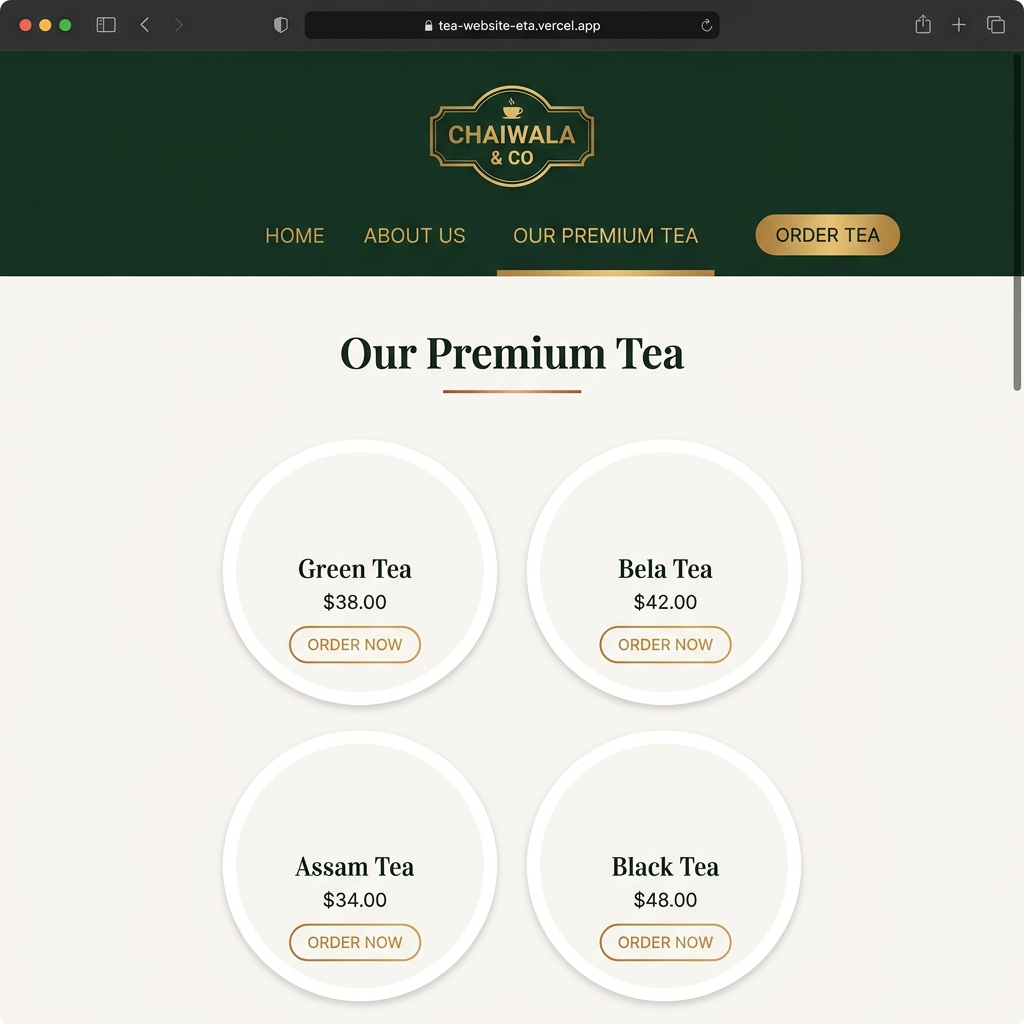 tea-website-eta.vercel.app
CHAIWALA
& CO
HOME ABOUT US OUR PREMIUM TEA ORDER TEA
Our Premium Tea
Green Tea
$38.00
ORDER NOW
Bela Tea
$42.00
ORDER NOW
Assam Tea
$34.00
ORDER NOW
Black Tea
$48.00
ORDER NOW